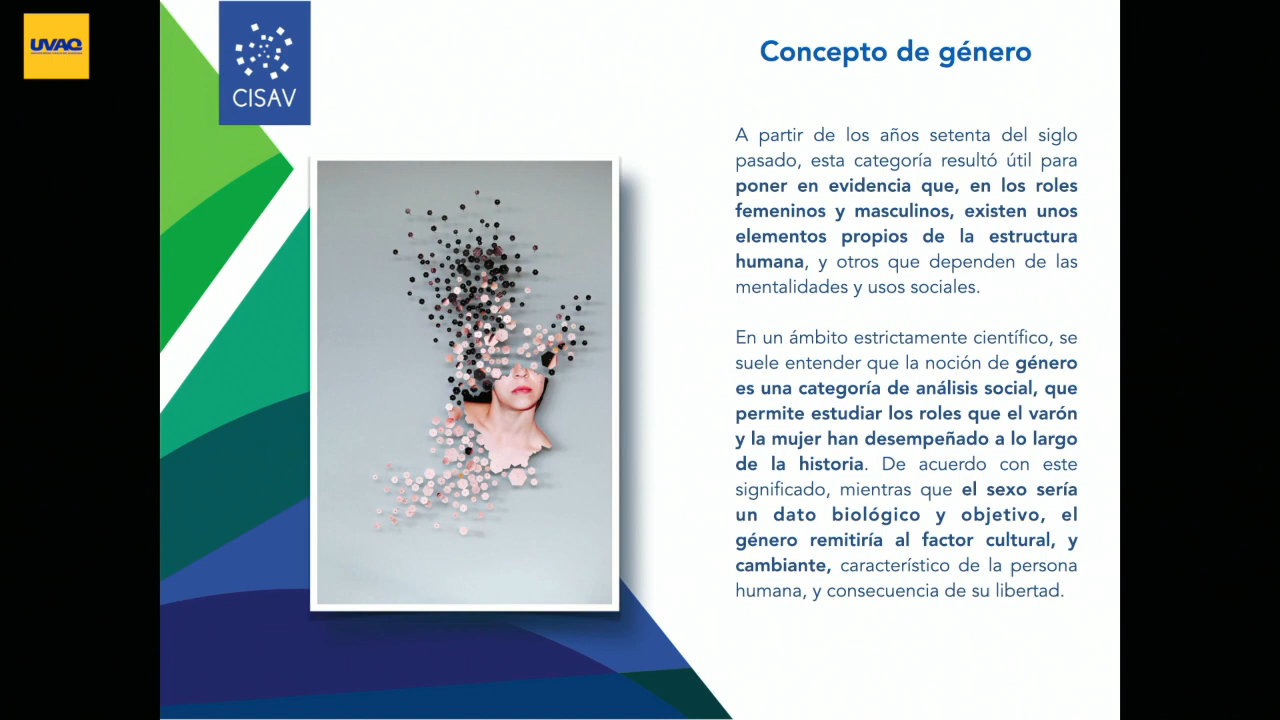 UVAQ
CISAV
Concepto de género
A partir de los años setenta del siglo
pasado, esta categoría resultó útil para
poner en evidencia que, en los roles
femeninos y masculinos, existen unos
elementos propios de la estructura
humana, y otros que dependen de las
mentalidades y usos sociales.
En un ámbito estrictamente científico, se
suele entender que la noción de género
es una categoría de análisis social, que
permite estudiar los roles que el varón
y la mujer han desempeñado a lo largo
de la historia. De acuerdo con este
significado, mientras que el sexo sería
un dato biológico y objetivo, el
género remitiría al factor cultural, y
cambiante, característico de la persona
humana, y consecuencia de su libertad.